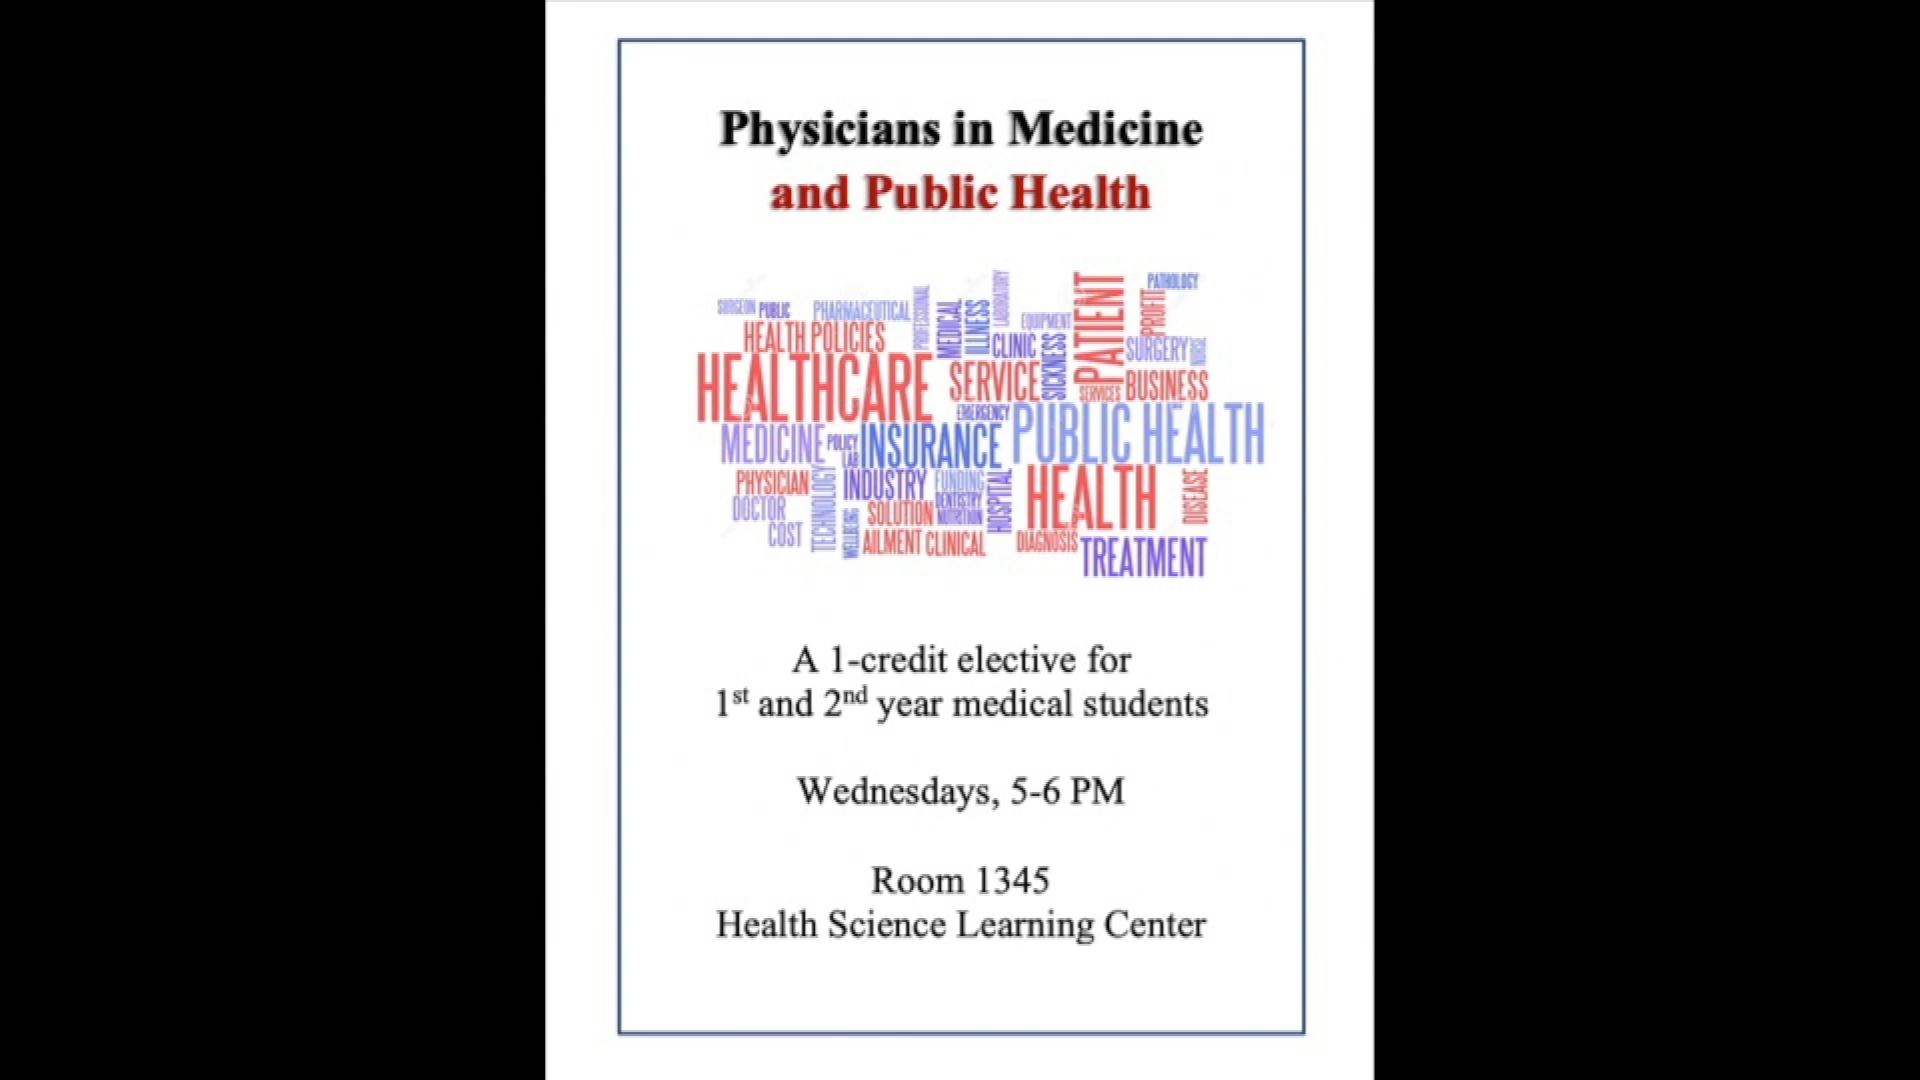 Physicians in Medicine
and Public Health
PATHOLOGY
SURGEON PUBLIC PHARMACEUTICAL PROFESSIONAL MEDICAL ILLNESS LABORATORY EQUIPMENT PATIENT PROFIT
HEALTH POLICIES CLINIC SICKNESS SURGERY NURSE
HEALTHCARE SERVICE SERVICES BUSINESS
EMERGENCY PUBLIC HEALTH
MEDICINE POLICY LAB INSURANCE
PHYSICIAN TECHNOLOGY INDUSTRY FUNDING HOSPITAL HEALTH DISEASE
DOCTOR SOLUTION DENTISTRY NUTRITION
COST WELLBEING AILMENT CLINICAL DIAGNOSIS TREATMENT
A 1-credit elective for
1st and 2nd year medical students
Wednesdays, 5-6 PM
Room 1345
Health Science Learning Center